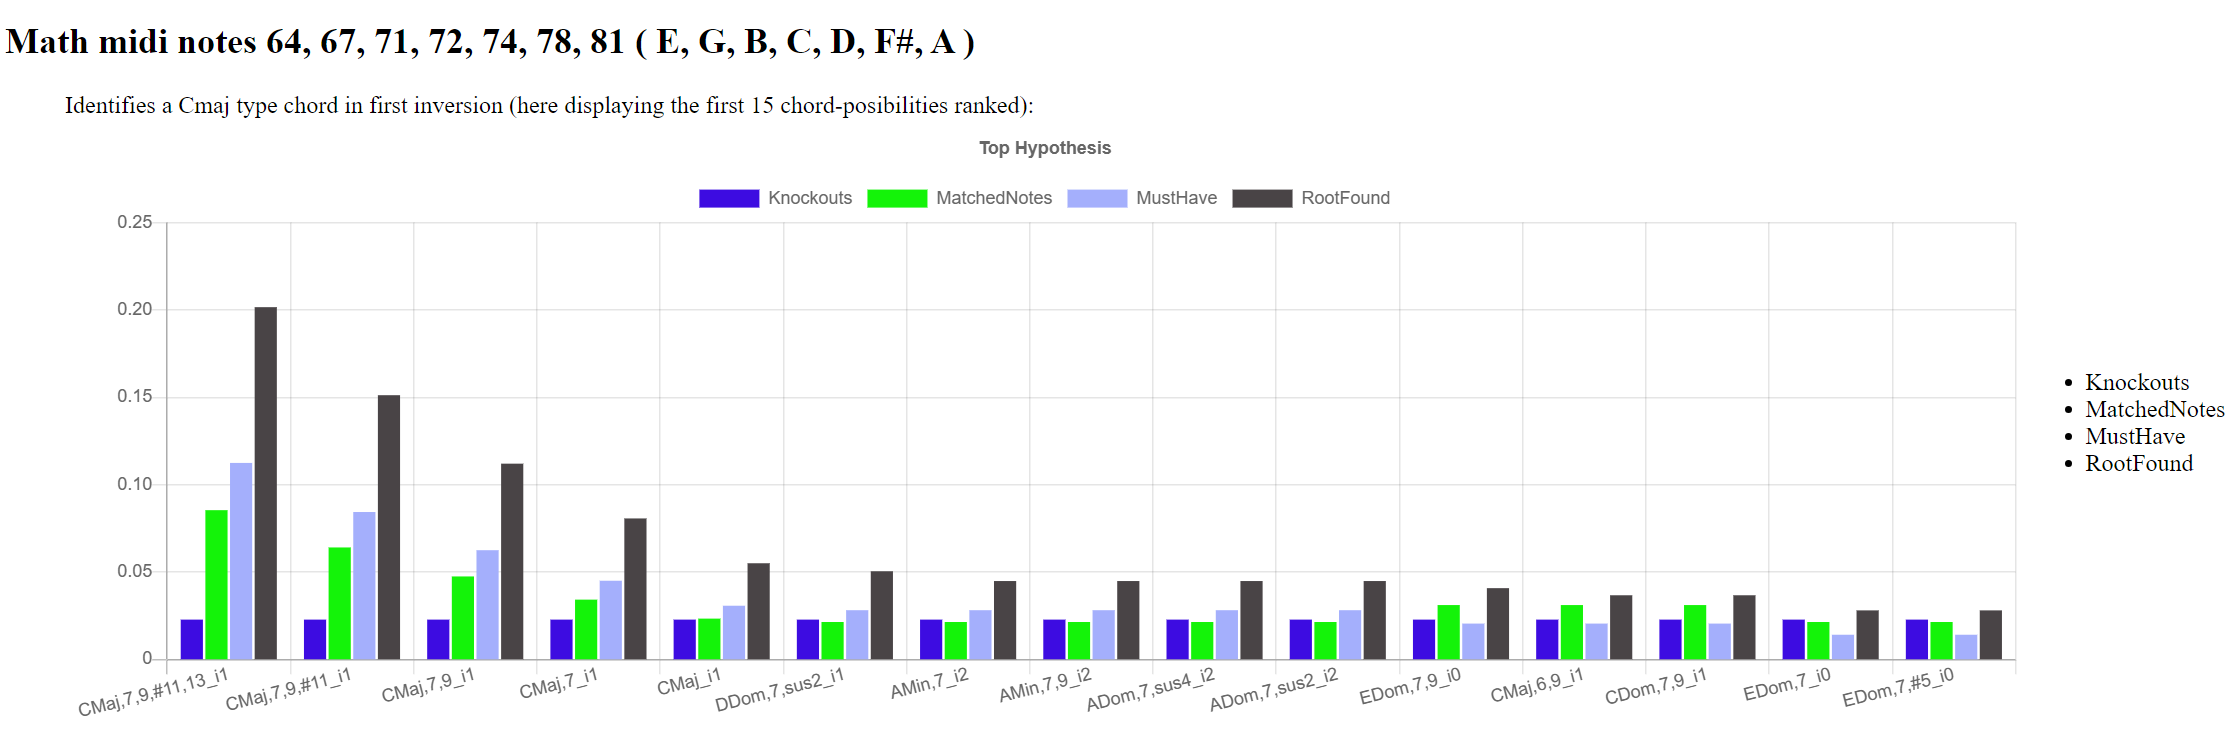 Math midi notes 64, 67, 71, 72, 74, 78, 81 ( E, G, B, C, D, F#, A )
Identifies a Cmaj type chord in first inversion (here displaying the first 15 chord-posibilities ranked):
Top Hypothesis
Knockouts MatchedNotes MustHave RootFound
0.25
0.20
0.15
0.10
0.05
0
CMaj,7,9,#11,13_i1
CMaj,7,9,#11_i1
CMaj,7,9_i1
CMaj,7_i1
CMaj_i1
DDom,7,sus2_i1
AMin,7_i2
AMin,7,9_i2
ADom,7,sus4_i2
ADom,7,sus2_i2
EDom,7,9_i0
CMaj,6,9_i1
CDom,7,9_i1
EDom,7_i0
EDom,7,#5_i0
Knockouts
MatchedNotes
MustHave
RootFound